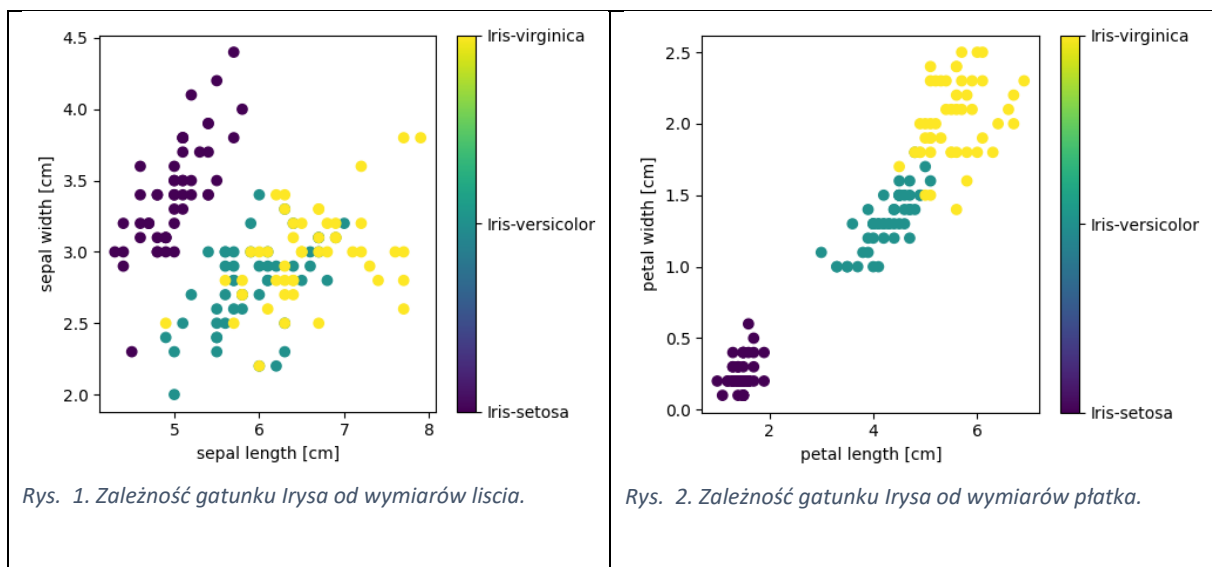 4.5
4.0
3.5
3.0
2.5
2.0
sepal width [cm]
5 6 7 8
sepal length [cm]
Iris-virginica
Iris-versicolor
Iris-setosa
Rys. 1. Zależność gatunku Irysa od wymiarów liscia.
2.5
2.0
1.5
1.0
0.5
0.0
petal width [cm]
2 4 6
petal length [cm]
Iris-virginica
Iris-versicolor
Iris-setosa
Rys. 2. Zależność gatunku Irysa od wymiarów płatka.